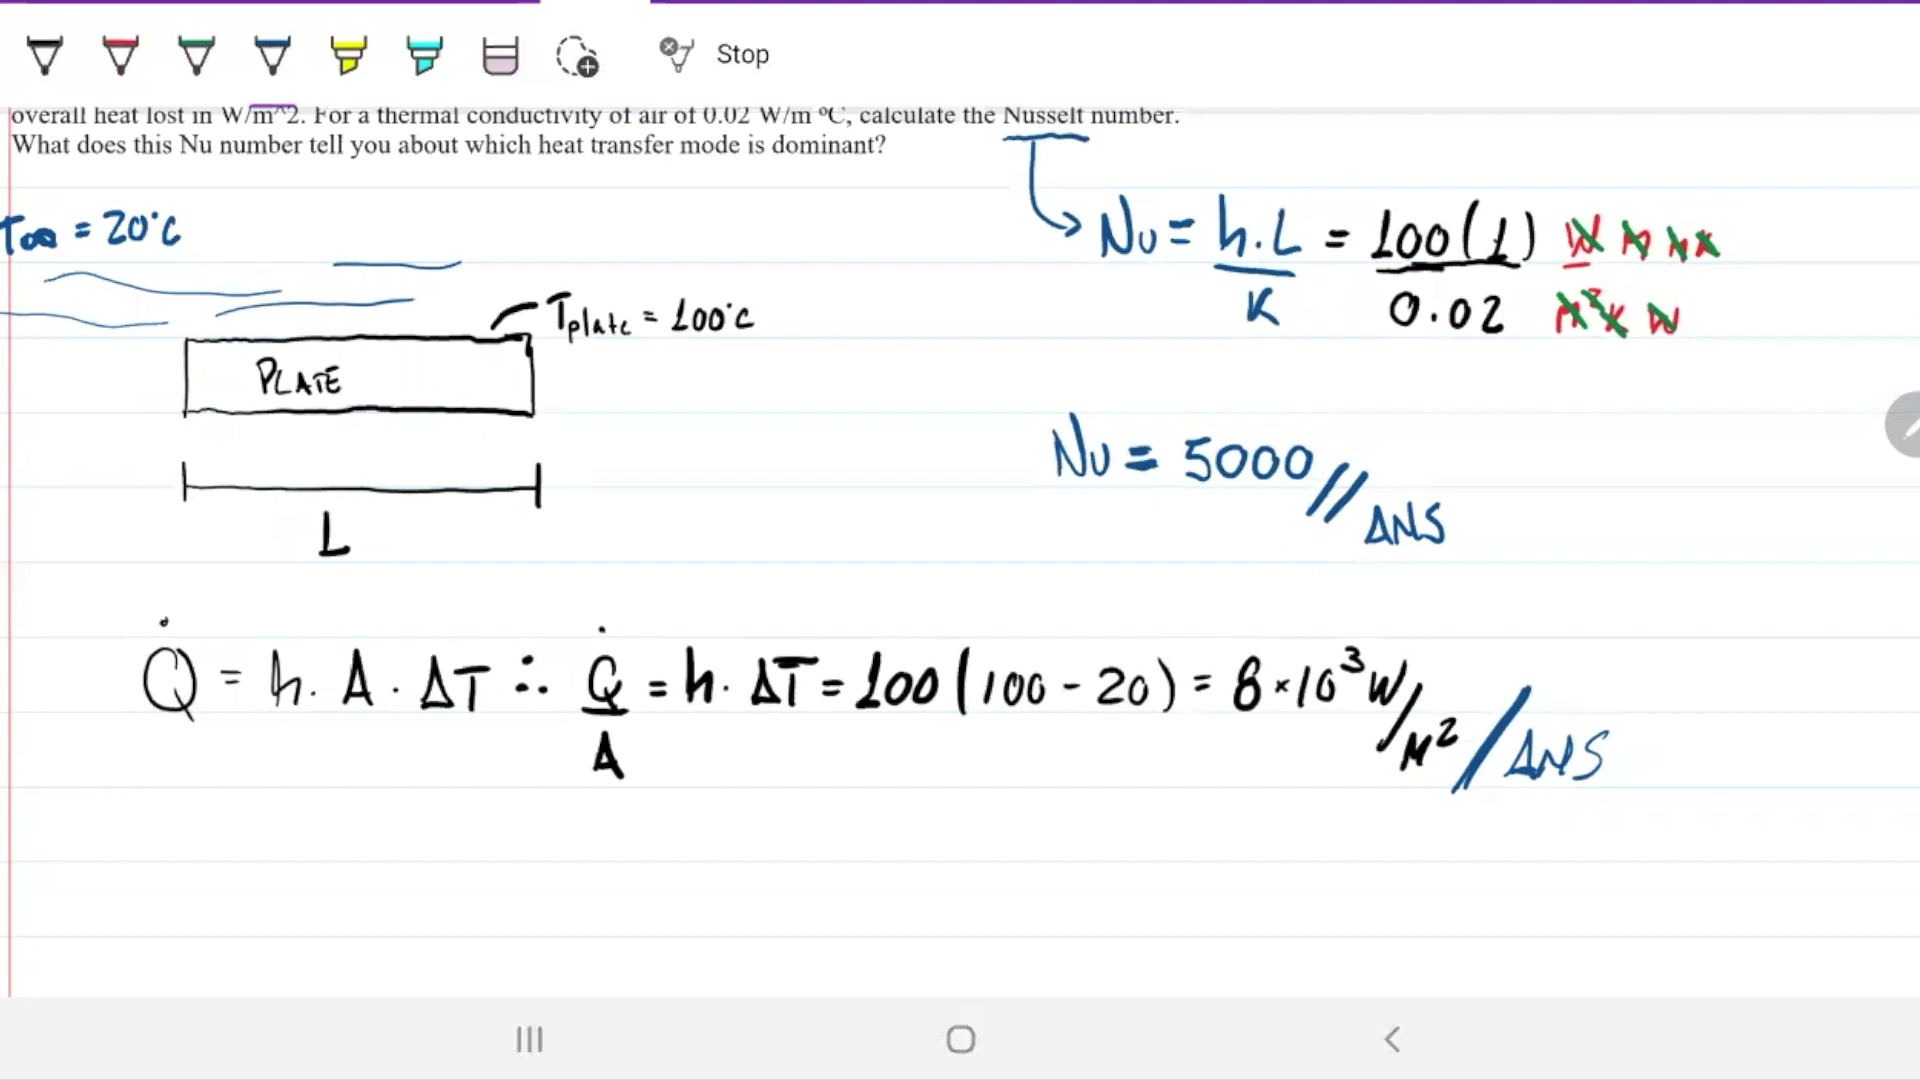 Stop
overall heat lost in W/m^2. For a thermal conductivity of air of 0.02 W/m ºC, calculate the Nusselt number.
What does this Nu number tell you about which heat transfer mode is dominant?
T∞ = 20°C
Nu = h.L / K = 100(1) / 0.02 W m m K / m² K W
Tplate = 100°C
PLATE
Nu = 5000 // ANS
L
Q̇ = h. A . ΔT ∴ Q̇/A = h. ΔT = 100(100 - 20) = 8×10³ W/m² / ANS